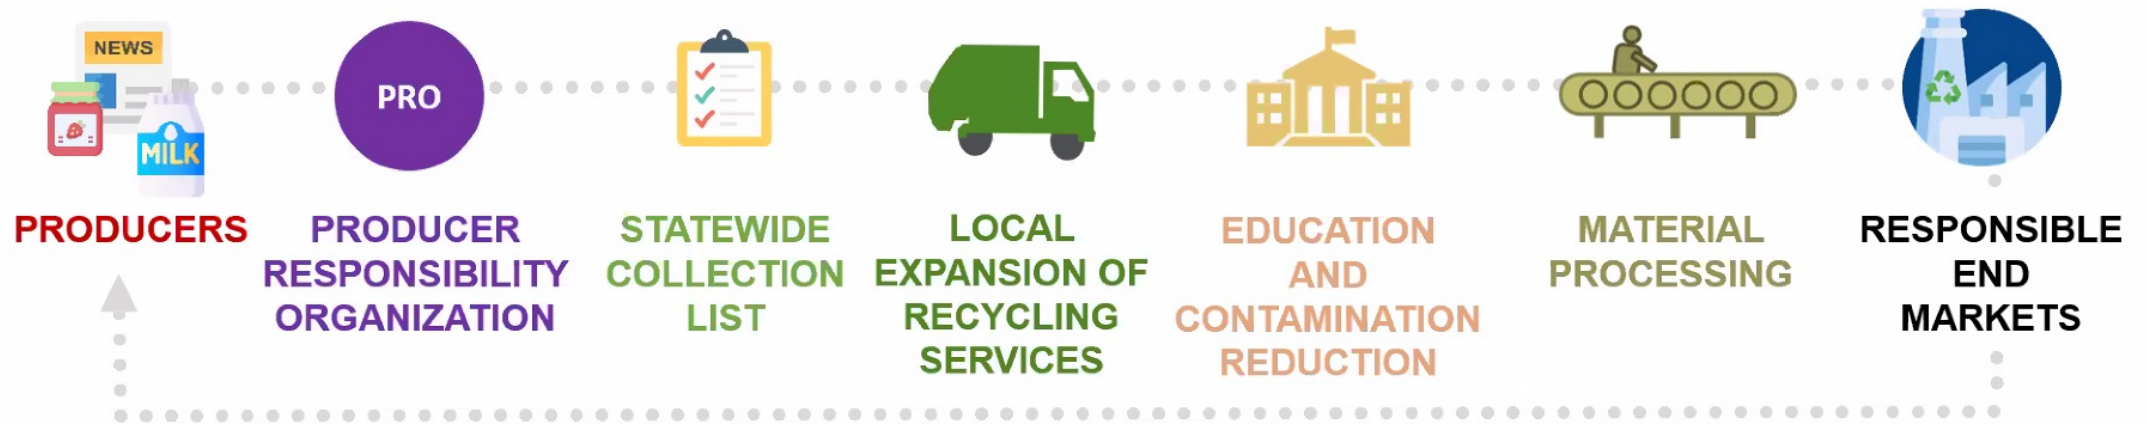 NEWS
MILK
PRO
PRODUCERS
PRODUCER
RESPONSIBILITY
ORGANIZATION
STATEWIDE
COLLECTION
LIST
LOCAL
EXPANSION OF
RECYCLING
SERVICES
EDUCATION
AND
CONTAMINATION
REDUCTION
MATERIAL
PROCESSING
RESPONSIBLE
END
MARKETS